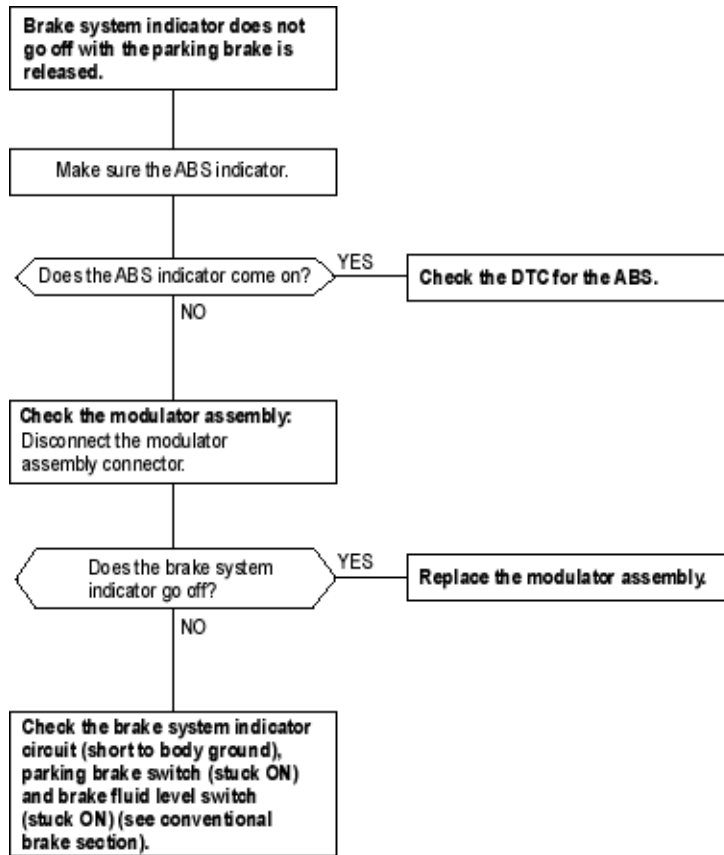 Brake system indicator does not
go off with the parking brake is
released.
Make sure the ABS indicator.
Does the ABS indicator come on?
YES
Check the DTC for the ABS.
NO
Check the modulator assembly:
Disconnect the modulator
assembly connector.
Does the brake system
indicator go off?
YES
Replace the modulator assembly.
NO
Check the brake system indicator
circuit (short to body ground),
parking brake switch (stuck ON)
and brake fluid level switch
(stuck ON) (see conventional
brake section).